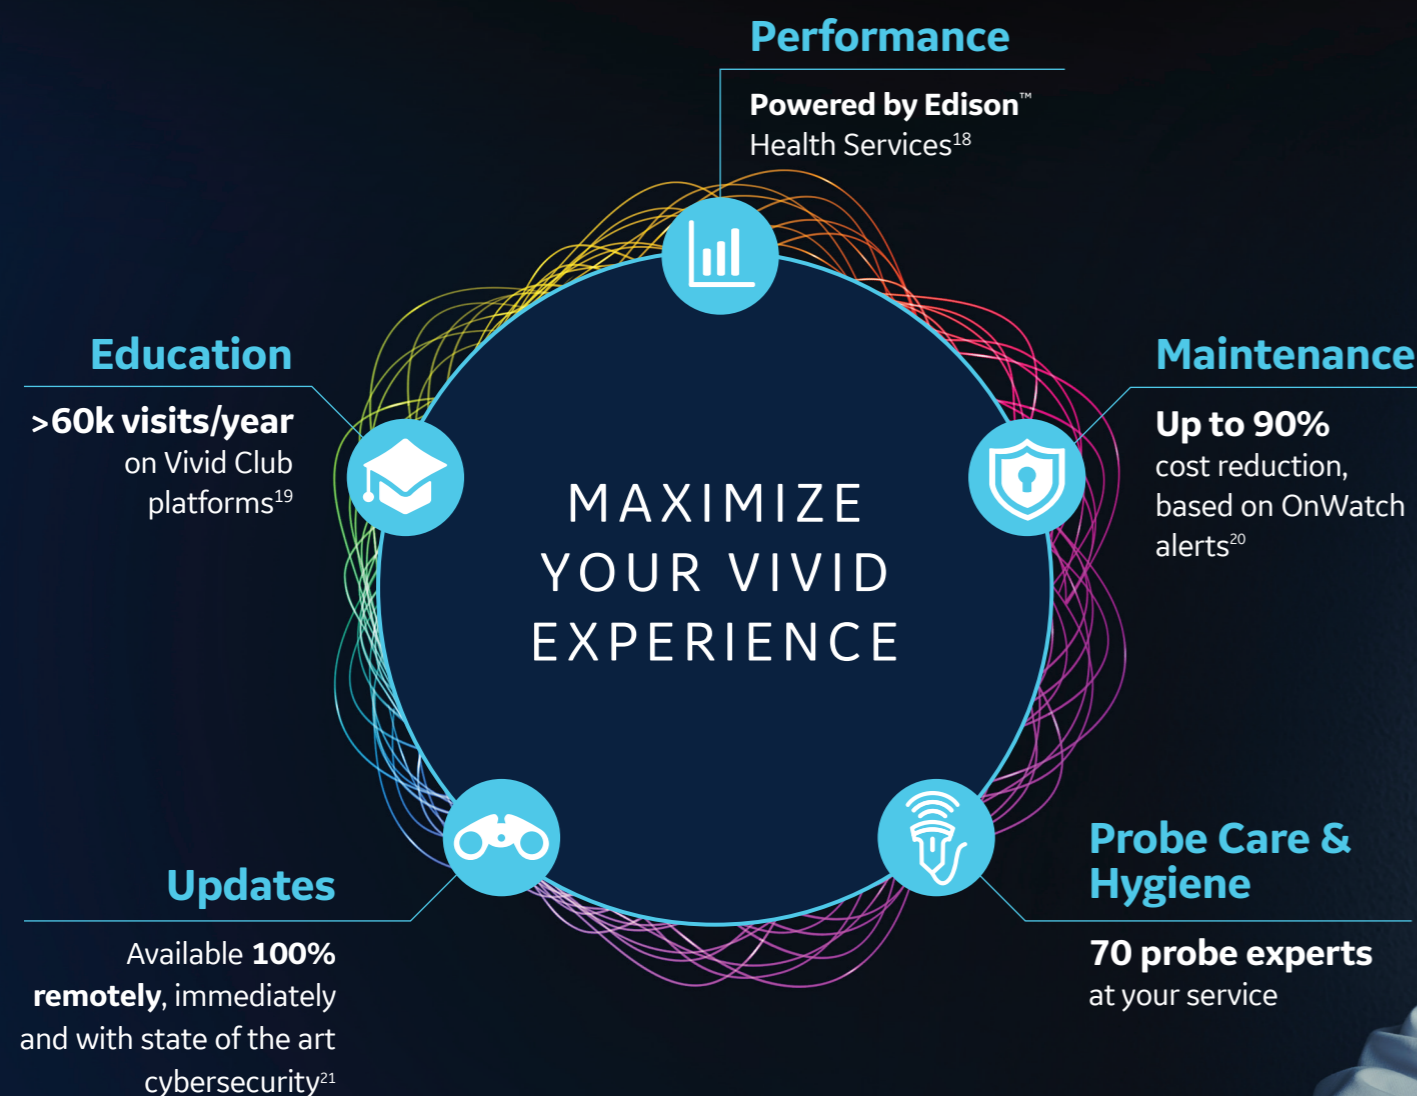 Performance
Powered by Edison™
Health Services18
Education
>60k visits/year
on Vivid Club
platforms19
Maintenance
Up to 90%
cost reduction,
based on OnWatch
alerts20
MAXIMIZE
YOUR VIVID
EXPERIENCE
Updates
Available 100%
remotely, immediately
and with state of the art
cybersecurity21
Probe Care &
Hygiene
70 probe experts
at your service